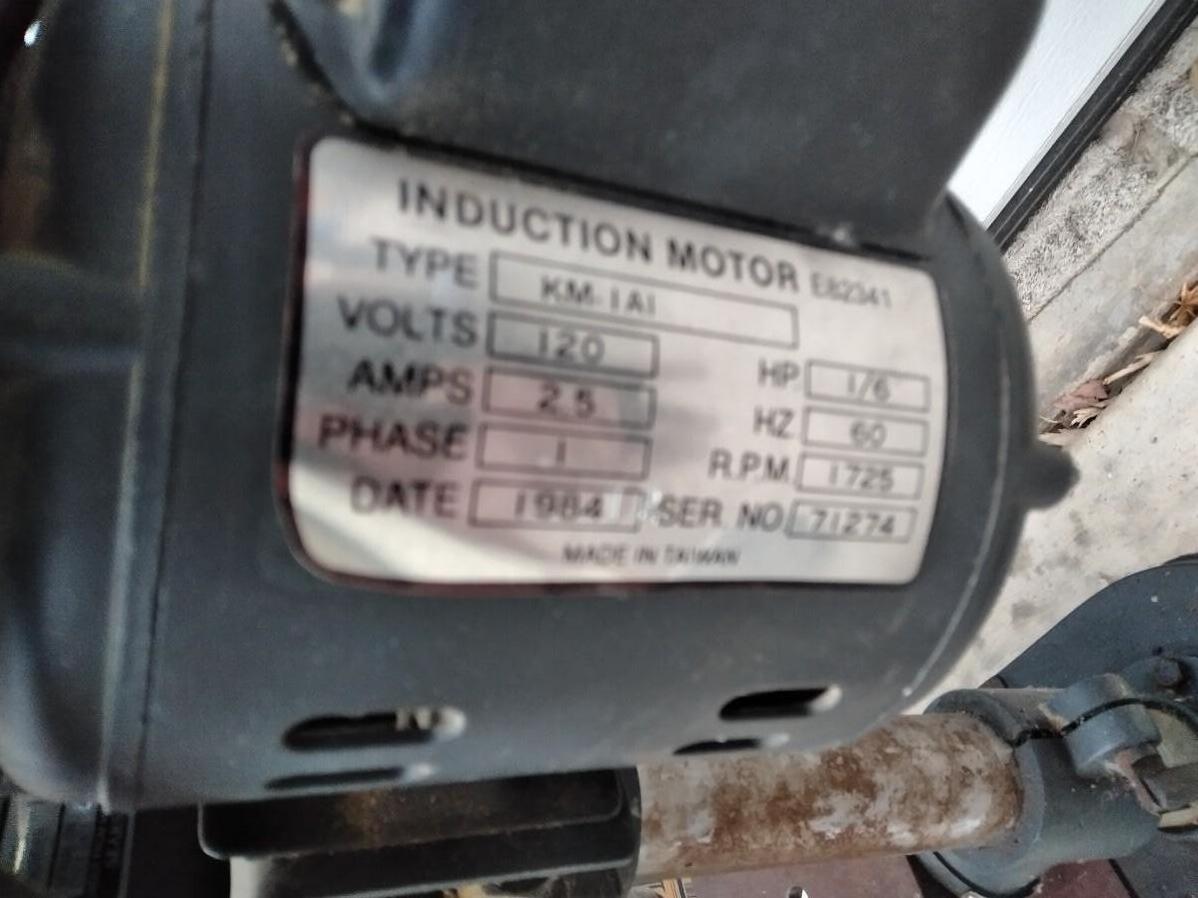 INDUCTION MOTOR E82341
TYPE KM-1A1
VOLTS 120 HP 1/6
AMPS 2.5 HZ 60
PHASE 1 R.P.M. 1725
DATE 1984 SER. NO. 71274
MADE IN TAIWAN